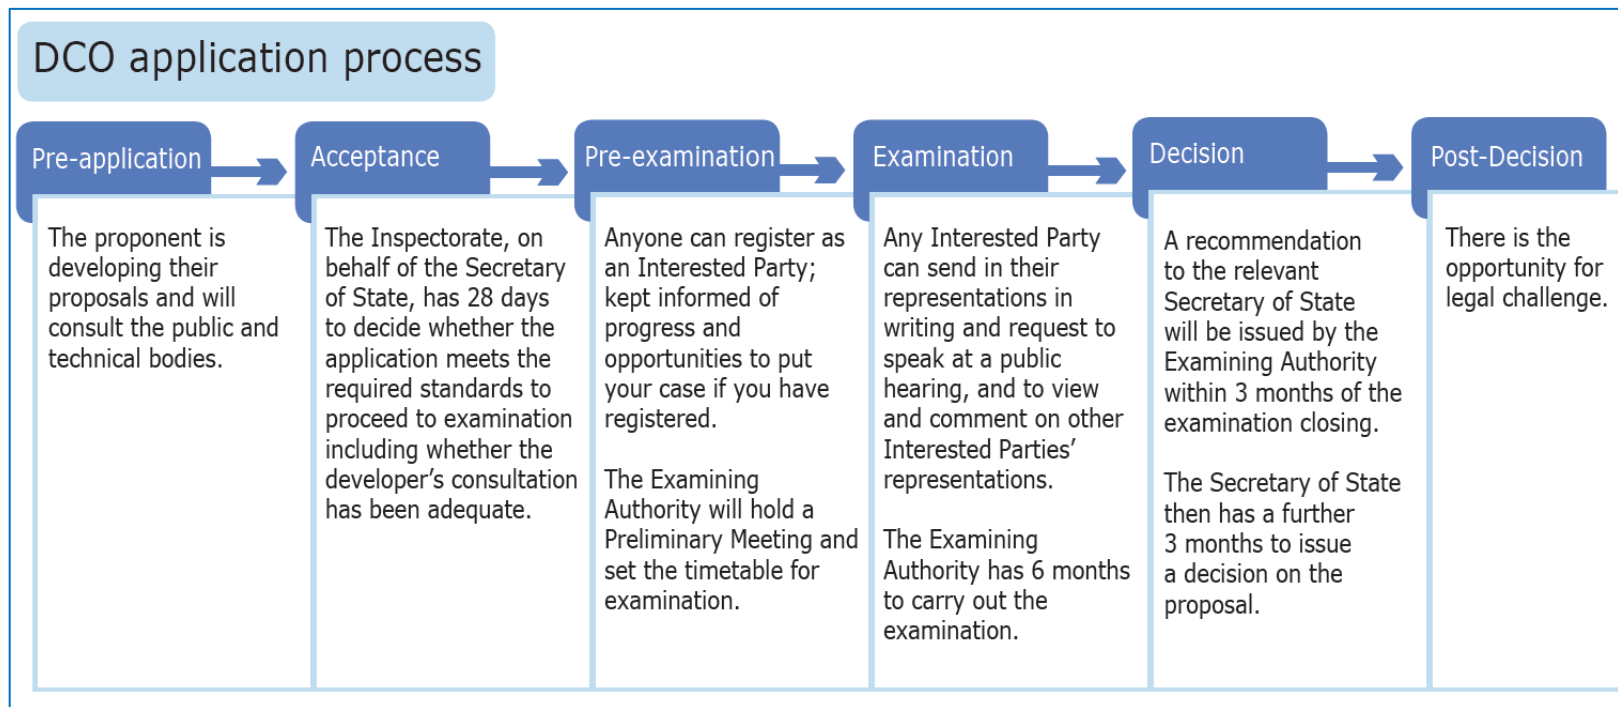 DCO application process
Pre-application
The proponent is
developing their
proposals and will
consult the public and
technical bodies.
Acceptance
The Inspectorate, on
behalf of the Secretary
of State, has 28 days
to decide whether the
application meets the
required standards to
proceed to examination
including whether the
developer’s consultation
has been adequate.
Pre-examination
Anyone can register as
an Interested Party;
kept informed of
progress and
opportunities to put
your case if you have
registered.
The Examining
Authority will hold a
Preliminary Meeting and
set the timetable for
examination.
Examination
Any Interested Party
can send in their
representations in
writing and request to
speak at a public
hearing, and to view
and comment on other
Interested Parties’
representations.
The Examining
Authority has 6 months
to carry out the
examination.
Decision
A recommendation
to the relevant
Secretary of State
will be issued by the
Examining Authority
within 3 months of the
examination closing.
The Secretary of State
then has a further
3 months to issue
a decision on the
proposal.
Post-Decision
There is the
opportunity for
legal challenge.